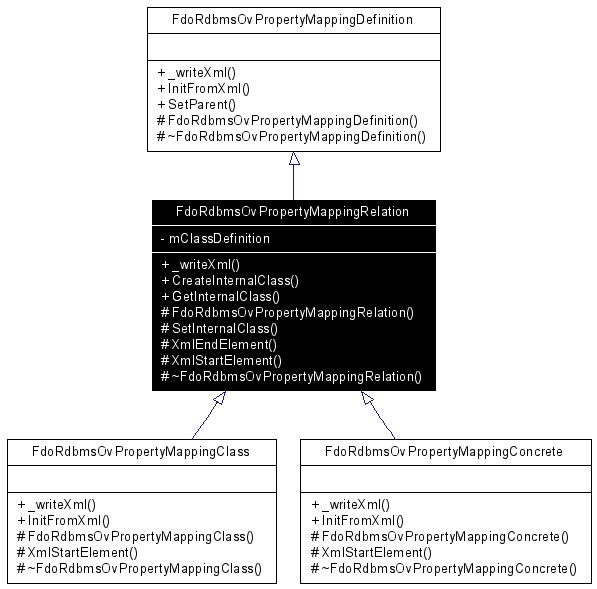 FdoRdbmsOvPropertyMappingDefinition
+ _writeXml()
+ InitFromXml()
+ SetParent()
# FdoRdbmsOvPropertyMappingDefinition()
# ~FdoRdbmsOvPropertyMappingDefinition()
FdoRdbmsOvPropertyMappingRelation
- mClassDefinition
+ _writeXml()
+ CreateInternalClass()
+ GetInternalClass()
# FdoRdbmsOvPropertyMappingRelation()
# SetInternalClass()
# XmlEndElement()
# XmlStartElement()
# ~FdoRdbmsOvPropertyMappingRelation()
FdoRdbmsOvPropertyMappingClass
+ _writeXml()
+ InitFromXml()
# FdoRdbmsOvPropertyMappingClass()
# XmlStartElement()
# ~FdoRdbmsOvPropertyMappingClass()
FdoRdbmsOvPropertyMappingConcrete
+ _writeXml()
+ InitFromXml()
# FdoRdbmsOvPropertyMappingConcrete()
# XmlStartElement()
# ~FdoRdbmsOvPropertyMappingConcrete()